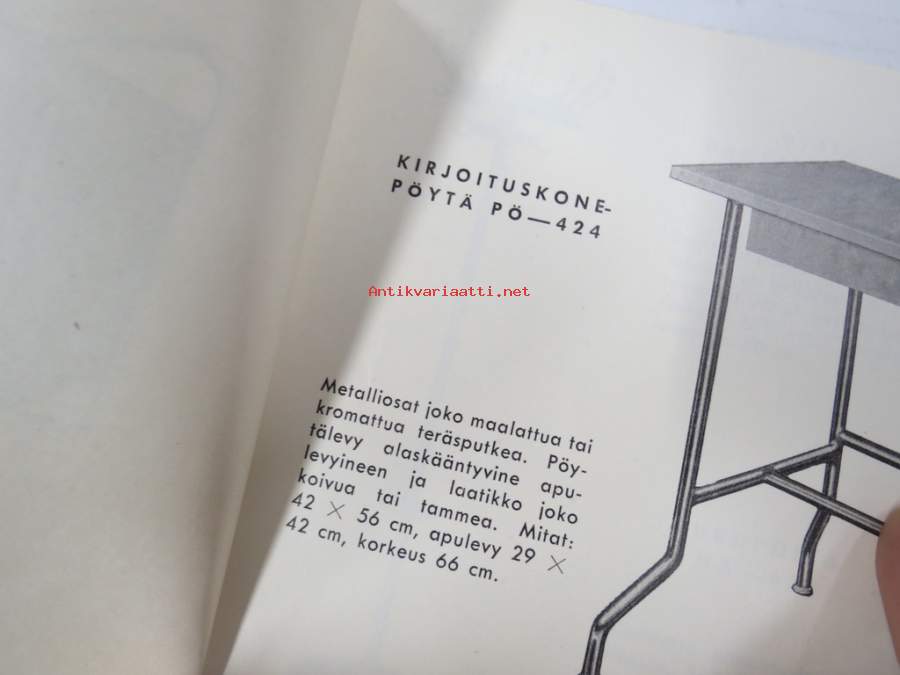 KIRJOITUSKONE-
PÖYTÄ PÖ—424
Antikvariaatti.net
Metalliosat joko maalattua tai
kromattua teräsputkea. Pöy-
tälevy alaskääntyvine apu-
levyineen ja laatikko joko
koivua tai tammea. Mitat:
42 × 56 cm, apulevy 29 ×
42 cm, korkeus 66 cm.